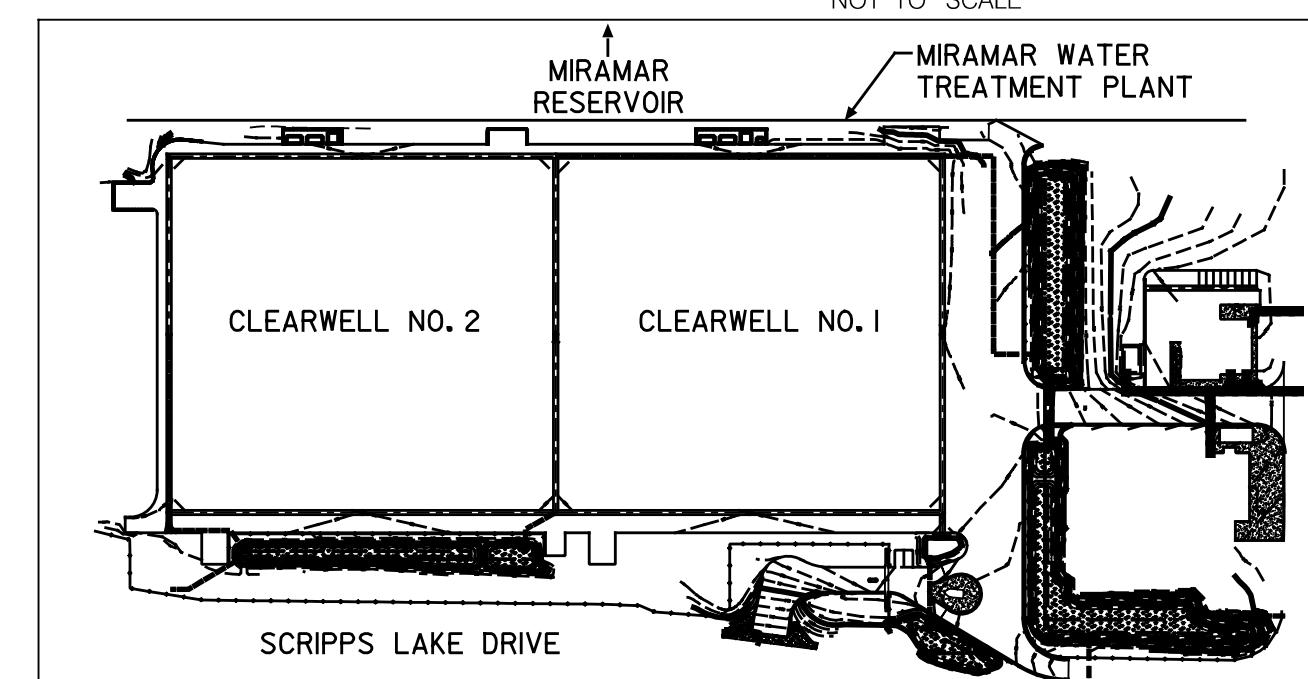 NOT TO SCALE
MIRAMAR
RESERVOIR
MIRAMAR WATER
TREATMENT PLANT
CLEARWELL NO. 2
CLEARWELL NO. 1
SCRIPPS LAKE DRIVE